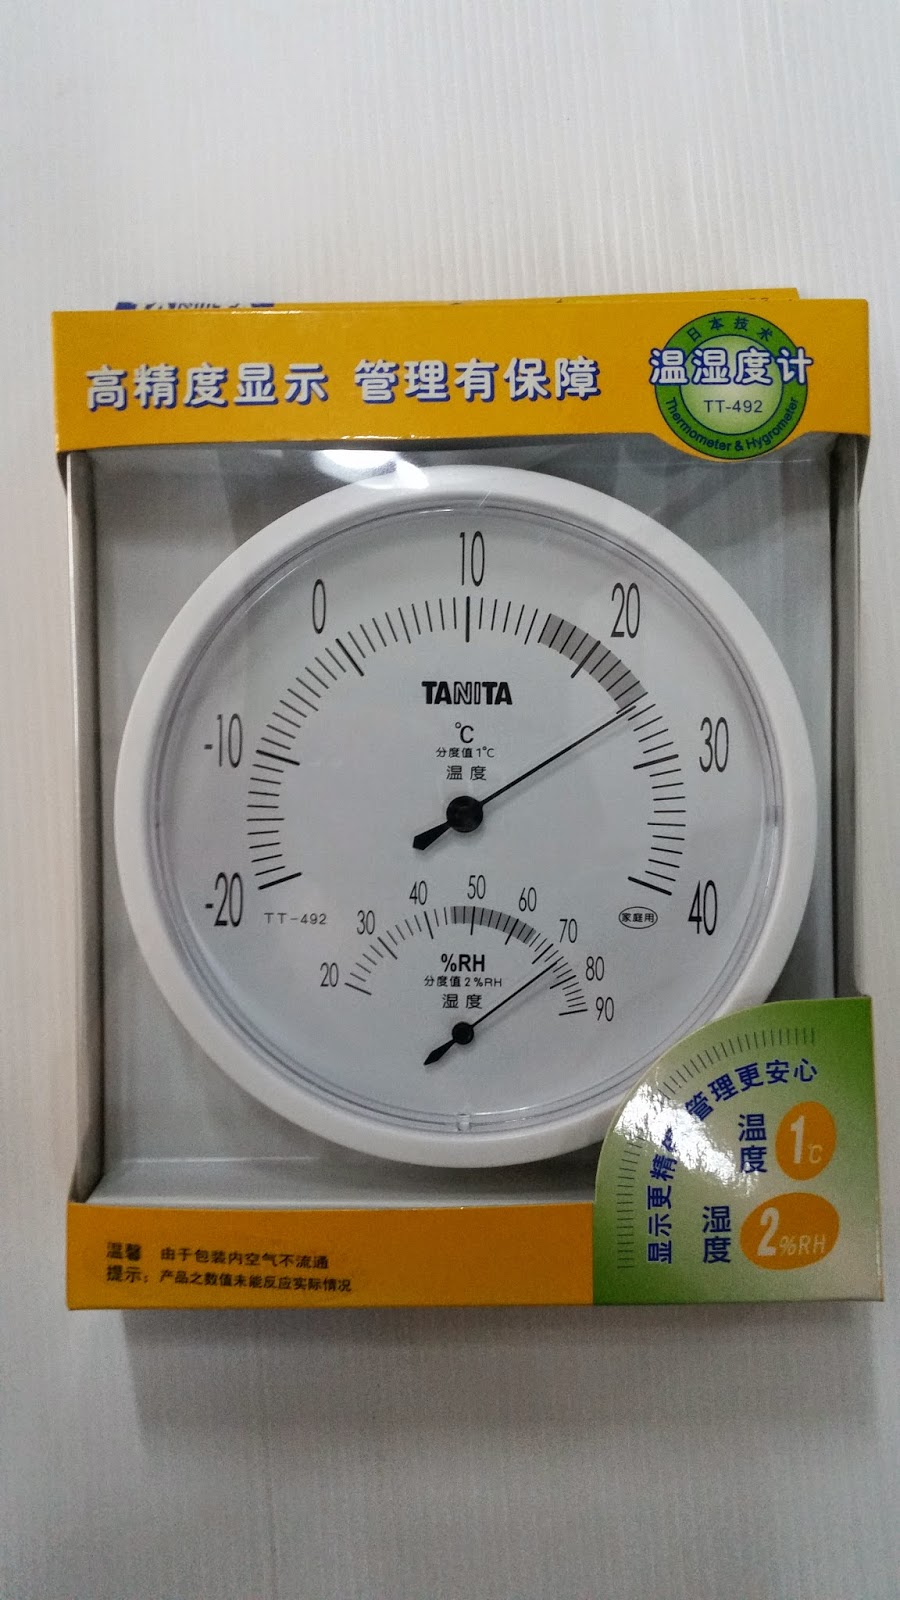 日本技术
高精度显示 管理有保障
温湿度计
TT-492
Thermometer & Hygrometer
10
0
20
TANITA
℃
分度值1℃
温度
-10
30
-20
40
TT-492
家庭用
50
40
60
30
70
20
80
90
%RH
分度值2%RH
湿度
管理更安心
显示更精
温度
1℃
湿度
2%RH
温馨 由于包装内空气不流通
提示：产品之数值未能反应实际情况